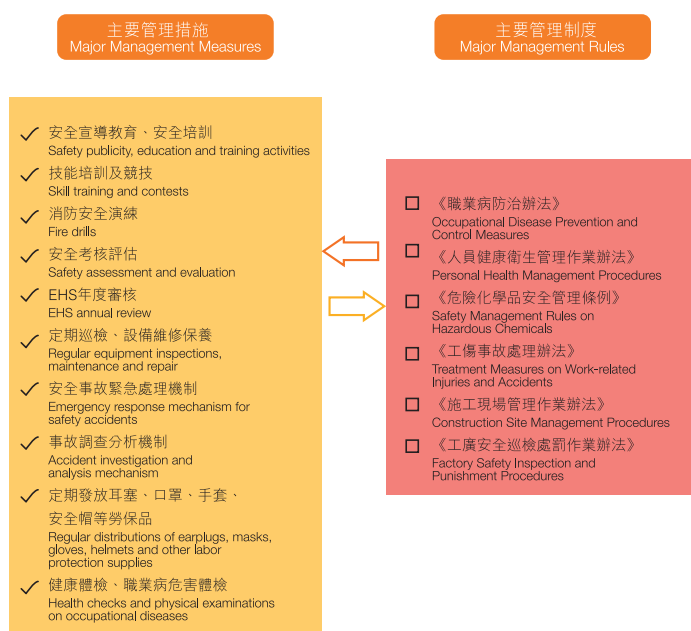 主要管理措施
Major Management Measures
主要管理制度
Major Management Rules
安全宣導教育、安全培訓
Safety publicity, education and training activities
技能培訓及競技
Skill training and contests
消防安全演練
Fire drills
安全考核評估
Safety assessment and evaluation
EHS年度審核
EHS annual review
定期巡檢、設備維修保養
Regular equipment inspections,
maintenance and repair
安全事故緊急處理機制
Emergency response mechanism for
safety accidents
事故調查分析機制
Accident investigation and
analysis mechanism
定期發放耳塞、口罩、手套、
安全帽等勞保品
Regular distributions of earplugs, masks,
gloves, helmets and other labor
protection supplies
健康體檢、職業病危害體檢
Health checks and physical examinations
on occupational diseases
《職業病防治辦法》
Occupational Disease Prevention and
Control Measures
《人員健康衛生管理作業辦法》
Personal Health Management Procedures
《危險化學品安全管理條例》
Safety Management Rules on
Hazardous Chemicals
《工傷事故處理辦法》
Treatment Measures on Work-related
Injuries and Accidents
《施工現場管理作業辦法》
Construction Site Management Procedures
《工廣安全巡檢處罰作業辦法》
Factory Safety Inspection and
Punishment Procedures